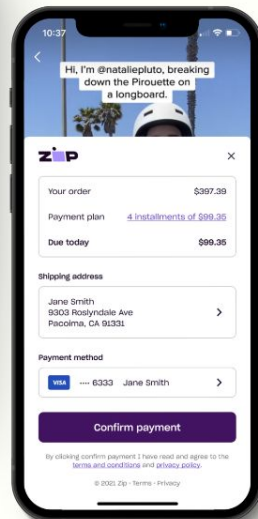 10:37
Hi, I'm @nataliepluto, breaking
down the Pirouette on
a longboard.
zip
Your order $397.39
Payment plan 4 installments of $99.35
Due today $99.35
Shipping address
Jane Smith
9303 Roslyndale Ave
Pacoima, CA 91331
Payment method
VISA ···· 6333 Jane Smith
Confirm payment
By clicking confirm payment I have read and agree to the
terms and conditions and privacy policy.
© 2021 Zip - Terms - Privacy